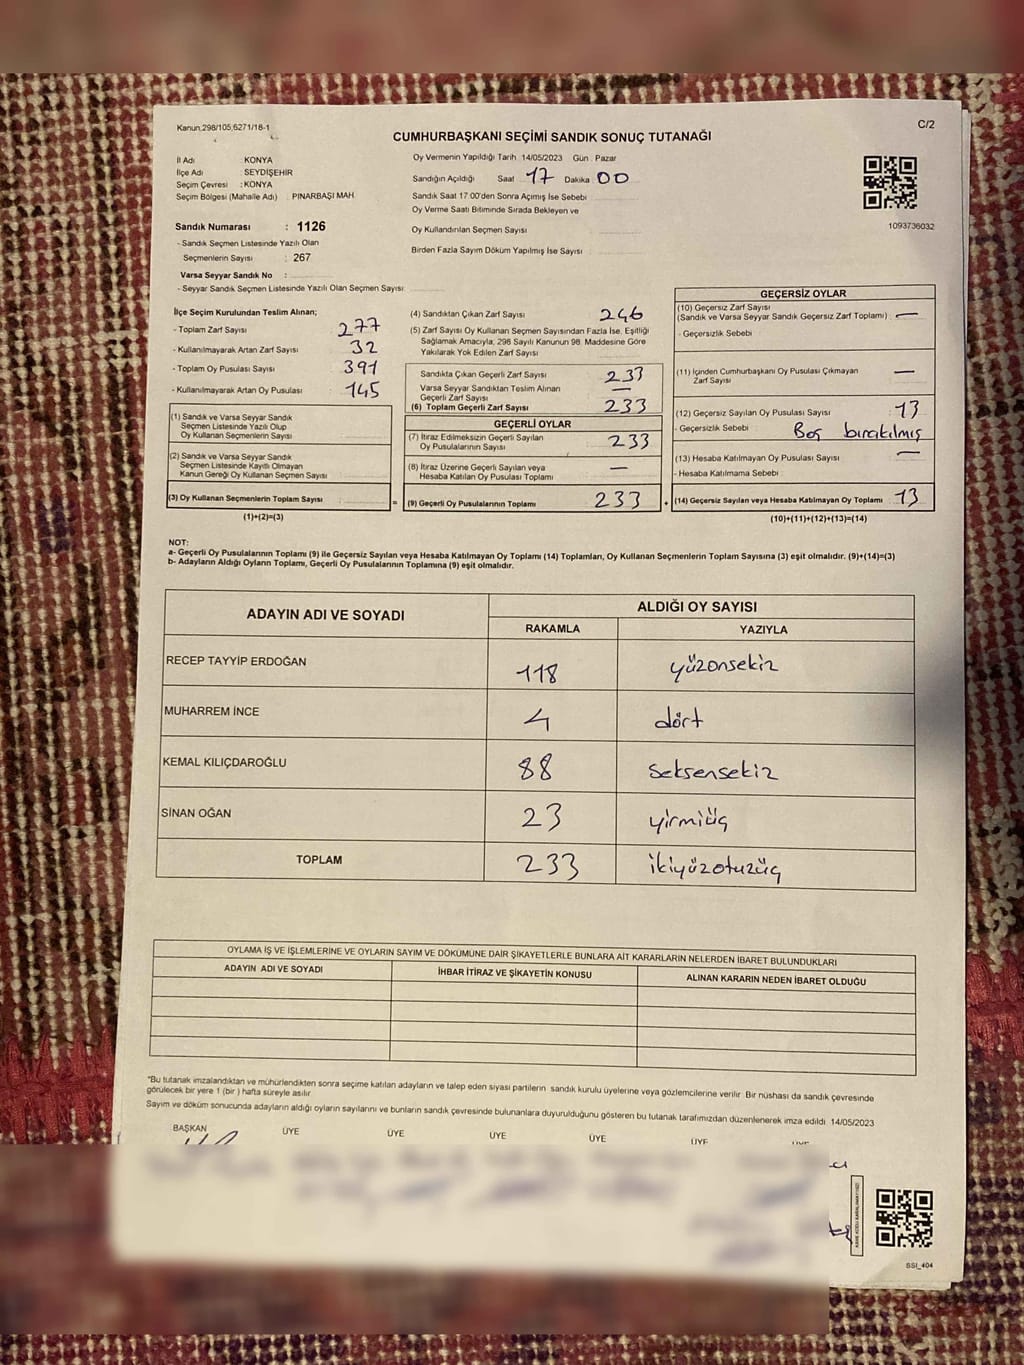 Kanun,298/105,6271/18-1
C/2
CUMHURBAŞKANI SEÇİMİ SANDIK SONUÇ TUTANAĞI
İl Adı KONYA
İlçe Adı SEYDİŞEHİR
Seçim Çevresi : KONYA
Seçim Bölgesi (Mahalle Adı) PINARBAŞI MAH
Oy Vermenin Yapıldığı Tarih 14/05/2023 Gün Pazar
Sandığın Açıldığı Saat 17 Dakika 00
Sandık Saat 17:00'den Sonra Açılmış İse Sebebi
Oy Verme Saati Bitiminde Sırada Bekleyen ve
Oy Kullandırılan Seçmen Sayısı
Birden Fazla Sayım Döküm Yapılmış İse Sayısı
1093736032
Sandık Numarası : 1126
- Sandık Seçmen Listesinde Yazılı Olan
Seçmenlerin Sayısı : 267
Varsa Seyyar Sandık No :
- Seyyar Sandık Seçmen Listesinde Yazılı Olan Seçmen Sayısı:
İlçe Seçim Kurulundan Teslim Alınan;
- Toplam Zarf Sayısı 277
- Kullanılmayarak Artan Zarf Sayısı 32
- Toplam Oy Pusulası Sayısı 391
- Kullanılmayarak Artan Oy Pusulası 145
(1) Sandık ve Varsa Seyyar Sandık
Seçmen Listesinde Yazılı Olup
Oy Kullanan Seçmenlerin Sayısı
(2) Sandık ve Varsa Seyyar Sandık
Seçmen Listesinde Kayıtlı Olmayan
Kanun Gereği Oy Kullanan Seçmen Sayısı
(3) Oy Kullanan Seçmenlerin Toplam Sayısı =
(1)+(2)=(3)
(4) Sandıktan Çıkan Zarf Sayısı 246
(5) Zarf Sayısı Oy Kullanan Seçmen Sayısından Fazla İse, Eşitliği
Sağlamak Amacıyla, 298 Sayılı Kanunun 98. Maddesine Göre
Yakılarak Yok Edilen Zarf Sayısı
Sandıkta Çıkan Geçerli Zarf Sayısı 233
Varsa Seyyar Sandıktan Teslim Alınan
Geçerli Zarf Sayısı —
(6) Toplam Geçerli Zarf Sayısı 233
GEÇERLİ OYLAR
(7) İtiraz Edilmeksizin Geçerli Sayılan
Oy Pusulalarının Sayısı 233
(8) İtiraz Üzerine Geçerli Sayılan veya
Hesaba Katılan Oy Pusulası Toplamı —
(9) Geçerli Oy Pusulalarının Toplamı 233 +
GEÇERSİZ OYLAR
(10) Geçersiz Zarf Sayısı
(Sandık ve Varsa Seyyar Sandık Geçersiz Zarf Toplamı) —
- Geçersizlik Sebebi
(11) İçinden Cumhurbaşkanı Oy Pusulası Çıkmayan
Zarf Sayısı —
(12) Geçersiz Sayılan Oy Pusulası Sayısı 13
- Geçersizlik Sebebi Boş bırakılmış
(13) Hesaba Katılmayan Oy Pusulası Sayısı —
- Hesaba Katılmama Sebebi
(14) Geçersiz Sayılan veya Hesaba Katılmayan Oy Toplamı 13
(10)+(11)+(12)+(13)=(14)
NOT:
a- Geçerli Oy Pusulalarının Toplamı (9) ile Geçersiz Sayılan veya Hesaba Katılmayan Oy Toplamı (14) Toplamları, Oy Kullanan Seçmenlerin Toplam Sayısına (3) eşit olmalıdır. (9)+(14)=(3)
b- Adayların Aldığı Oyların Toplamı, Geçerli Oy Pusulalarının Toplamına (9) eşit olmalıdır.
ADAYIN ADI VE SOYADI ALDIĞI OY SAYISI
RAKAMLA YAZIYLA
RECEP TAYYİP ERDOĞAN 118 yüzonsekiz
MUHARREM İNCE 4 dört
KEMAL KILIÇDAROĞLU 88 seksensekiz
SİNAN OĞAN 23 yirmiüç
TOPLAM 233 ikiyüzotuzüç
OYLAMA İŞ VE İŞLEMLERİNE VE OYLARIN SAYIM VE DÖKÜMÜNE DAİR ŞİKAYETLERLE BUNLARA AİT KARARLARIN NELERDEN İBARET BULUNDUKLARI
ADAYIN ADI VE SOYADI İHBAR İTİRAZ VE ŞİKAYETİN KONUSU ALINAN KARARIN NEDEN İBARET OLDUĞU
*Bu tutanak imzalandıktan ve mühürlendikten sonra seçime katılan adayların ve talep eden siyasi partilerin sandık kurulu üyelerine veya gözlemcilerine verilir. Bir nüshası da sandık çevresinde
görülecek bir yere 1 (bir) hafta süreyle asılır
Sayım ve döküm sonucunda adayların aldığı oyların sayılarını ve bunların sandık çevresinde bulunanlara duyurulduğunu gösteren bu tutanak tarafımızdan düzenlenerek imza edildi 14/05/2023
BAŞKAN ÜYE ÜYE ÜYE ÜYE ÜYE
SSI_404